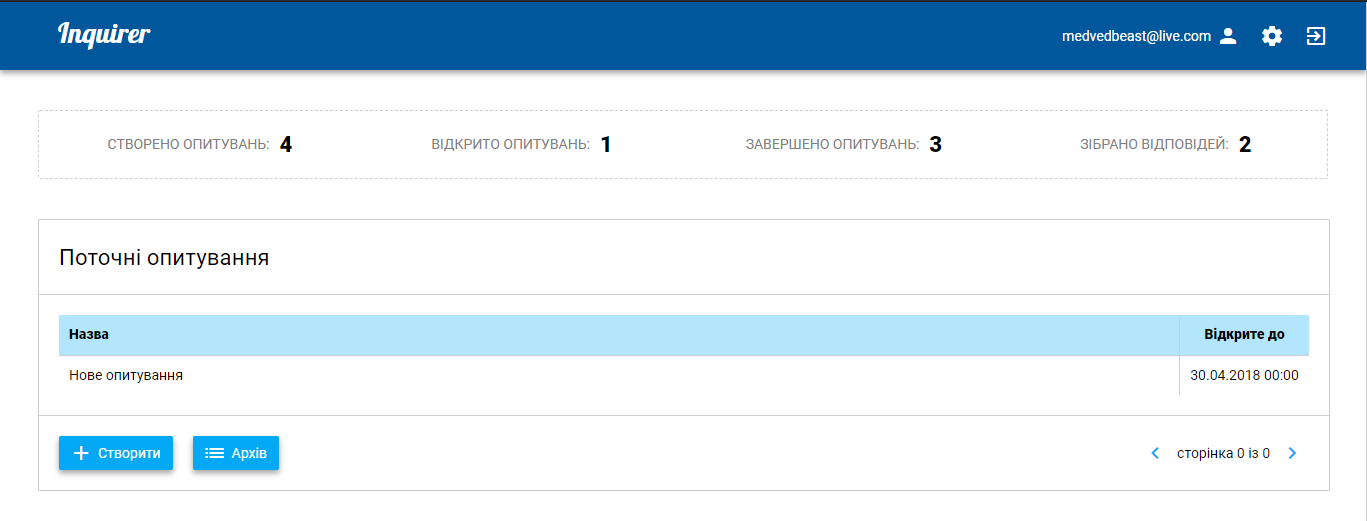 Inquirer
medvedbeast@live.com
СТВОРЕНО ОПИТУВАНЬ: 4
ВІДКРИТО ОПИТУВАНЬ: 1
ЗАВЕРШЕНО ОПИТУВАНЬ: 3
ЗІБРАНО ВІДПОВІДЕЙ: 2
Поточні опитування
Назва
Відкрите до
Нове опитування
30.04.2018 00:00
Створити
Архів
сторінка 0 із 0